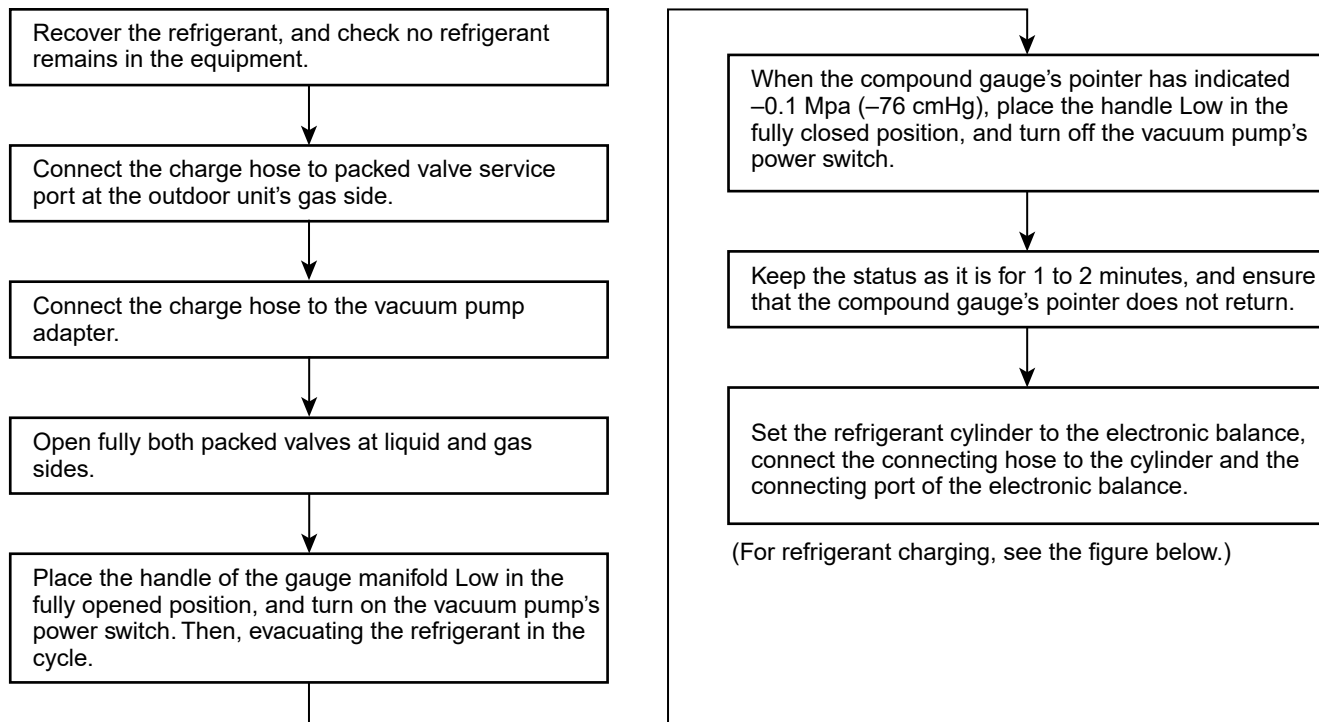 Recover the refrigerant, and check no refrigerant
remains in the equipment.
Connect the charge hose to packed valve service
port at the outdoor unit’s gas side.
Connect the charge hose to the vacuum pump
adapter.
Open fully both packed valves at liquid and gas
sides.
Place the handle of the gauge manifold Low in the
fully opened position, and turn on the vacuum pump’s
power switch. Then, evacuating the refrigerant in the
cycle.
When the compound gauge’s pointer has indicated
–0.1 Mpa (–76 cmHg), place the handle Low in the
fully closed position, and turn off the vacuum pump’s
power switch.
Keep the status as it is for 1 to 2 minutes, and ensure
that the compound gauge’s pointer does not return.
Set the refrigerant cylinder to the electronic balance,
connect the connecting hose to the cylinder and the
connecting port of the electronic balance.
(For refrigerant charging, see the figure below.)